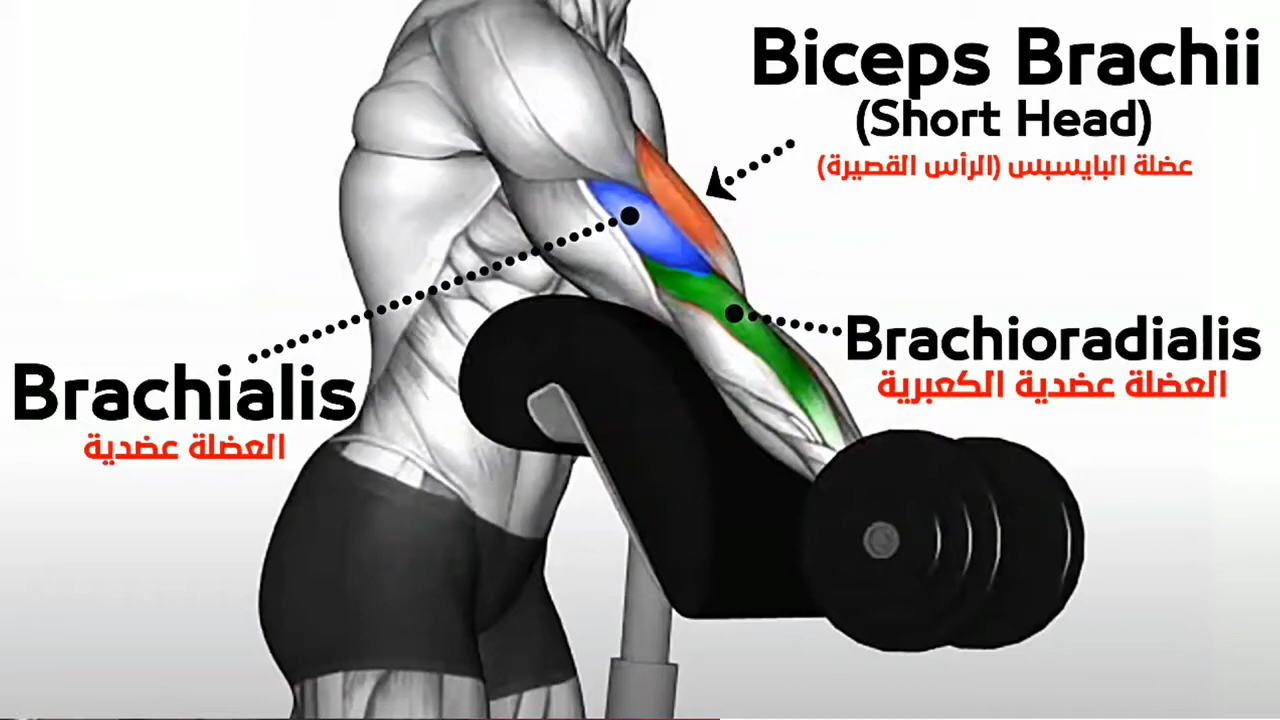 Biceps Brachii
(Short Head)
عضلة البايسبس (الرأس القصيرة)
Brachioradialis
العضلة عضدية الكعبرية
Brachialis
العضلة عضدية